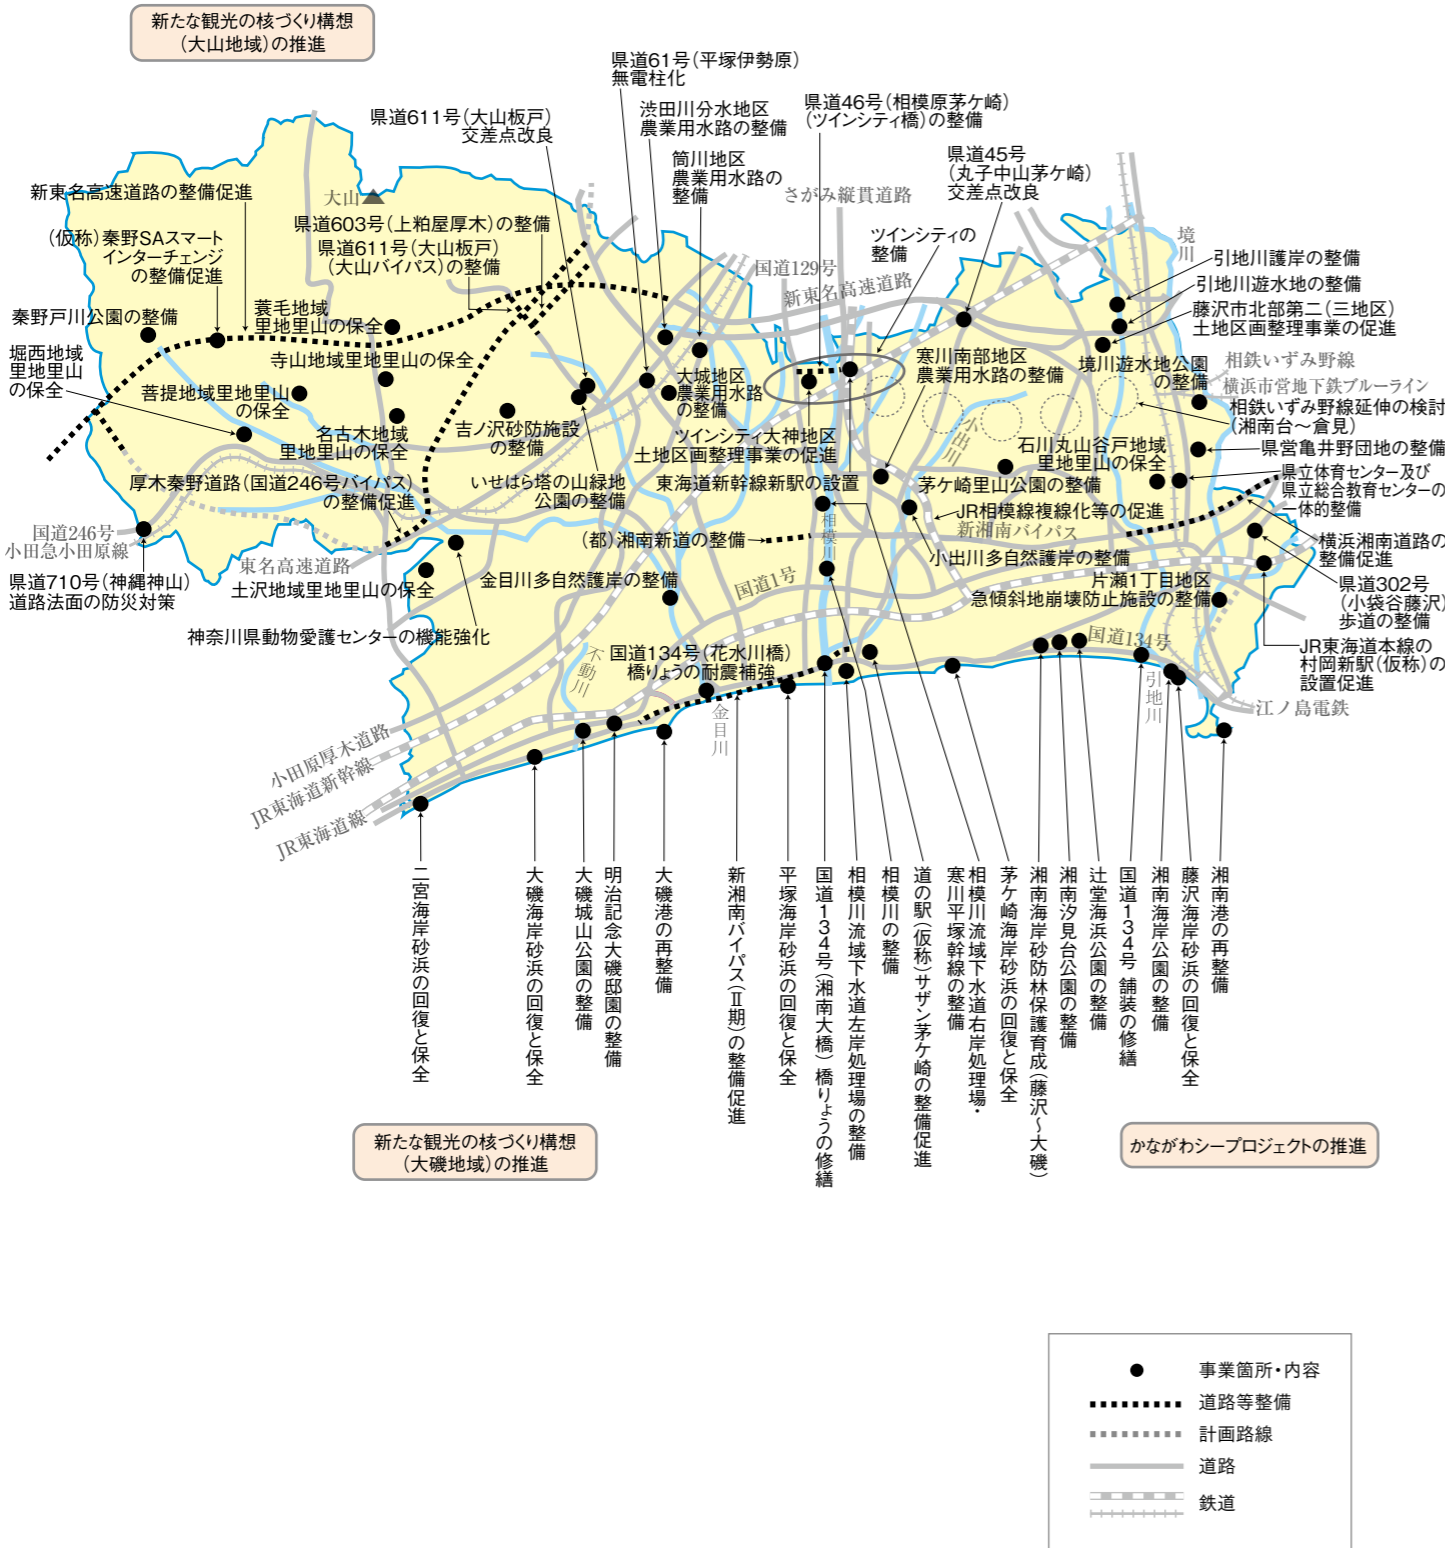 新たな観光の核づくり構想
（大山地域）の推進
県道61号（平塚伊勢原）
無電柱化
県道611号（大山板戸）
交差点改良
渋田川分水地区
農業用水路の整備
県道46号（相模原茅ケ崎）
（ツインシティ橋）の整備
筒川地区
農業用水路の
整備
県道45号
（丸子中山茅ケ崎）
交差点改良
新東名高速道路の整備促進
大山
さがみ縦貫道路
県道603号（上粕屋厚木）の整備
県道611号（大山板戸）
（大山バイパス）の整備
（仮称）秦野SAスマート
インターチェンジ
の整備促進
ツインシティの
整備
境川
国道129号
新東名高速道路
引地川護岸の整備
引地川遊水地の整備
藤沢市北部第二（三地区）
土地区画整理事業の促進
秦野戸川公園の整備
蓑毛地域
里地里山の保全
堀西地域
里地里山
の保全
寺山地域里地里山の保全
菩提地域里地里山
の保全
大城地区
農業用水路
の整備
寒川南部地区
農業用水路の整備
境川遊水地公園
の整備
相鉄いずみ野線
横浜市営地下鉄ブルーライン
相鉄いずみ野線延伸の検討
（湘南台～倉見）
名古木地域
里地里山の保全
吉ノ沢砂防施設
の整備
ツインシティ大神地区
土地区画整理事業の促進
小出川
石川丸山谷戸地域
里地里山の保全
県営亀井野団地の整備
厚木秦野道路（国道246号バイパス）
の整備促進
いせはら塔の山緑地
公園の整備
東海道新幹線新駅の設置
茅ケ崎里山公園の整備
県立体育センター及び
県立総合教育センターの
一体的整備
JR相模線複線化等の促進
新湘南バイパス
相模川
国道246号
小田急小田原線
東名高速道路
（都）湘南新道の整備
小出川多自然護岸の整備
横浜湘南道路の
整備促進
県道710号（神縄神山）
道路法面の防災対策
土沢地域里地里山の保全
金目川多自然護岸の整備
国道1号
片瀬1丁目地区
急傾斜地崩壊防止施設の整備
県道302号
（小袋谷藤沢）
歩道の整備
神奈川県動物愛護センターの機能強化
不動川
国道134号（花水川橋）
橋りょうの耐震補強
国道134号
JR東海道本線の
村岡新駅（仮称）の
設置促進
金目川
引地川
江ノ島電鉄
小田原厚木道路
JR東海道新幹線
JR東海道線
二宮海岸砂浜の回復と保全
大磯海岸砂浜の回復と保全
大磯城山公園の整備
明治記念大磯邸園の整備
大磯港の再整備
新湘南バイパス（Ⅱ期）の整備促進
平塚海岸砂浜の回復と保全
国道134号（湘南大橋）橋りょうの修繕
相模川流域下水道左岸処理場の整備
相模川の整備
道の駅（仮称）サザン茅ケ崎の整備促進
相模川流域下水道右岸処理場・
寒川平塚幹線の整備
茅ケ崎海岸砂浜の回復と保全
湘南海岸砂防林保護育成（藤沢～大磯）
湘南汐見台公園の整備
辻堂海浜公園の整備
国道134号 舗装の修繕
湘南海岸公園の整備
藤沢海岸砂浜の回復と保全
湘南港の再整備
新たな観光の核づくり構想
（大磯地域）の推進
かながわシープロジェクトの推進
事業箇所・内容
道路等整備
計画路線
道路
鉄道